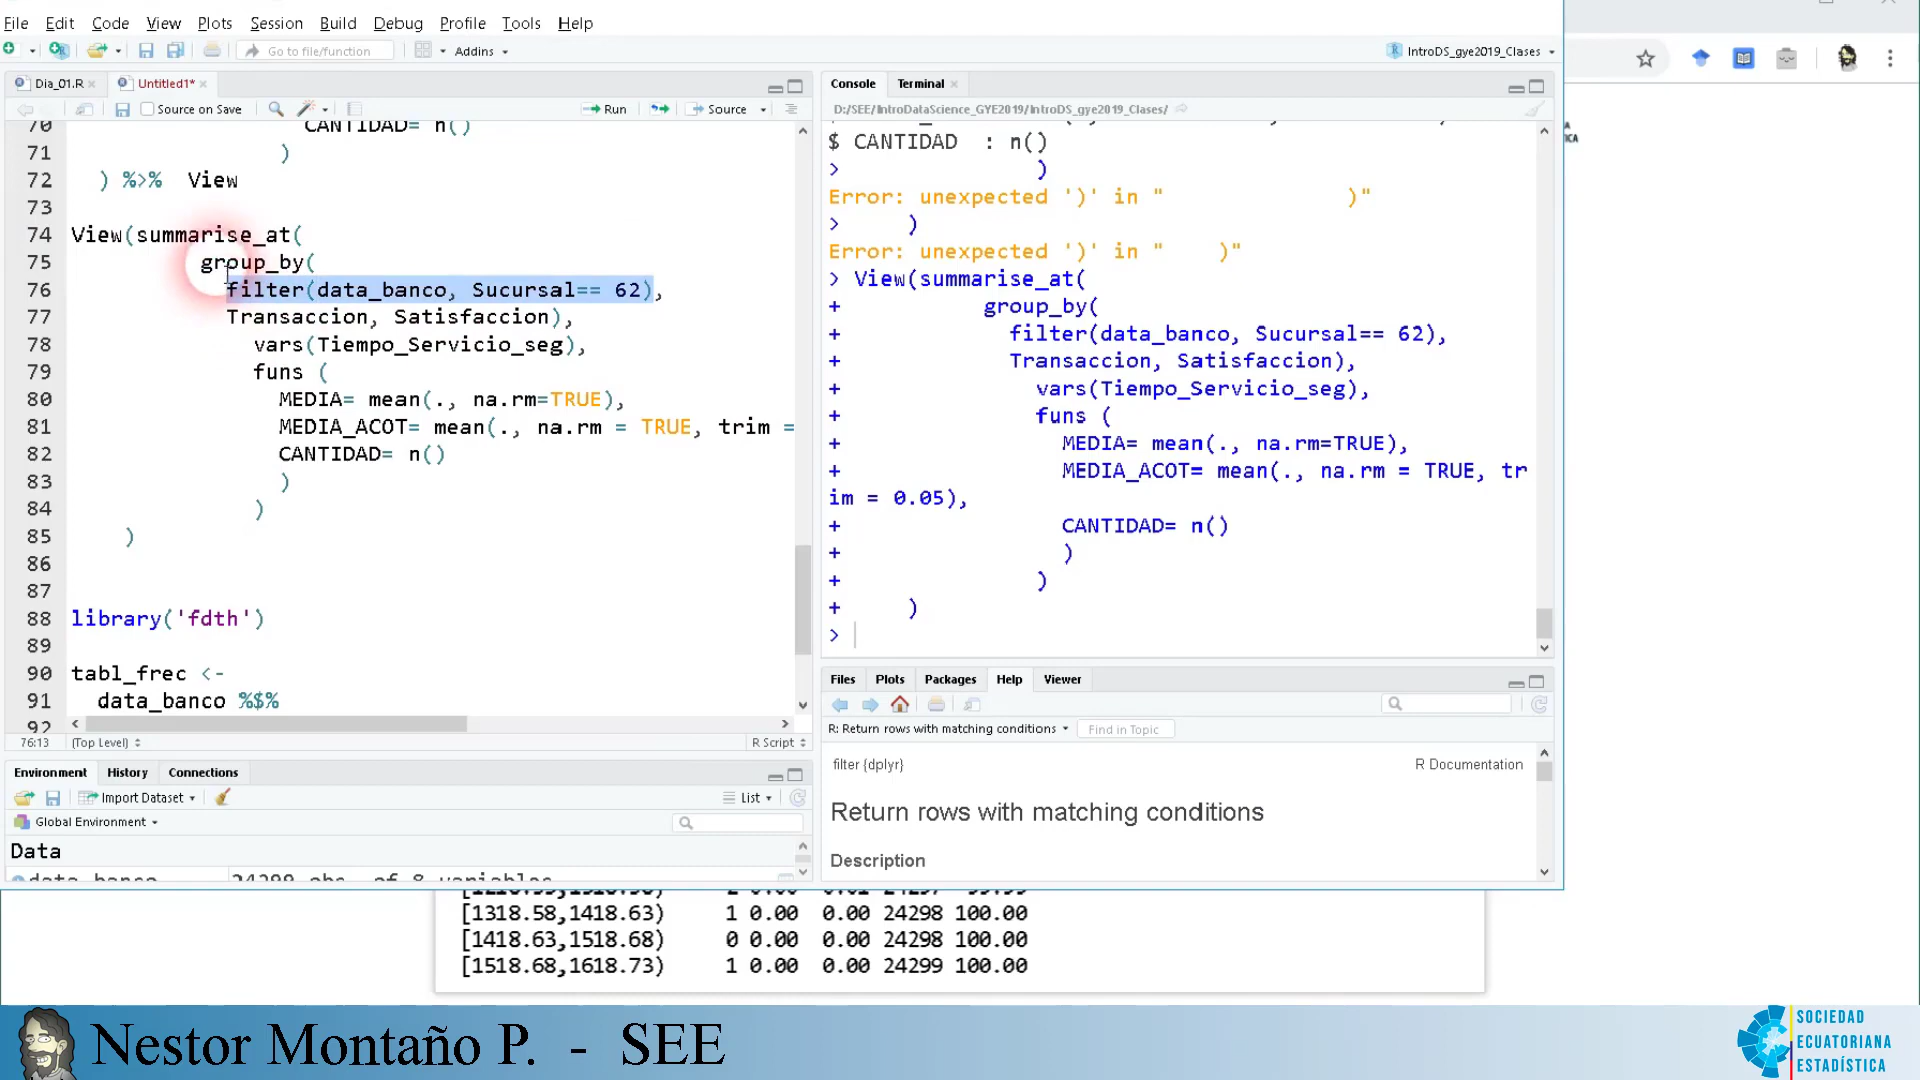 File Edit Code View Plots Session Build Debug Profile Tools Help
Go to file/function Addins IntroDS_gye2019_Clases
Dia_01.R Untitled1*
Source on Save Run Source
70 CANTIDAD= n()
71 )
72 ) %>% View
73
74 View(summarise_at(
75 group_by(
76 filter(data_banco, Sucursal== 62),
77 Transaccion, Satisfaccion),
78 vars(Tiempo_Servicio_seg),
79 funs (
80 MEDIA= mean(., na.rm=TRUE),
81 MEDIA_ACOT= mean(., na.rm = TRUE, trim =
82 CANTIDAD= n()
83 )
84 )
85 )
86
87
88 library('fdth')
89
90 tabl_frec <-
91 data_banco %$%
92
76:13 (Top Level) R Script
Environment History Connections
Import Dataset List
Global Environment
Data
data_banco 24299 obs. of 8 variables
Console Terminal
D:/SEE/IntroDataScience_GYE2019/IntroDS_gye2019_Clases/
$ CANTIDAD : n()
> )
Error: unexpected ')' in " )"
> )
Error: unexpected ')' in " )"
> View(summarise_at(
+ group_by(
+ filter(data_banco, Sucursal== 62),
+ Transaccion, Satisfaccion),
+ vars(Tiempo_Servicio_seg),
+ funs (
+ MEDIA= mean(., na.rm=TRUE),
+ MEDIA_ACOT= mean(., na.rm = TRUE, tr
im = 0.05),
+ CANTIDAD= n()
+ )
+ )
+ )
>
Files Plots Packages Help Viewer
R: Return rows with matching conditions Find in Topic
filter {dplyr} R Documentation
Return rows with matching conditions
Description
[1318.58,1418.63) 1 0.00 0.00 24298 100.00
[1418.63,1518.68) 0 0.00 0.00 24298 100.00
[1518.68,1618.73) 1 0.00 0.00 24299 100.00
Nestor Montaño P. - SEE
SOCIEDAD
ECUATORIANA
ESTADÍSTICA